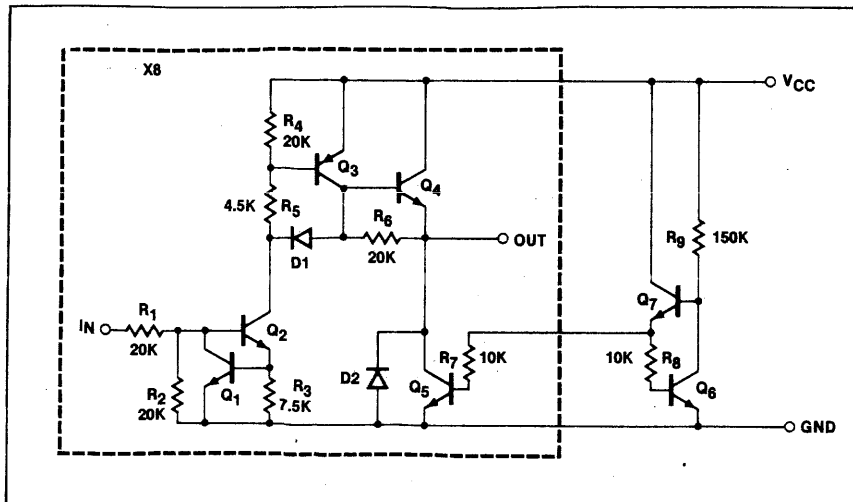 X8
VCC
R4
20K
Q3
Q4
4.5K
R5
R6
20K
D1
OUT
R9
150K
Q7
IN
R1
20K
Q2
R7
10K
10K
R8
D2
Q5
Q6
R2
20K
Q1
R3
7.5K
GND